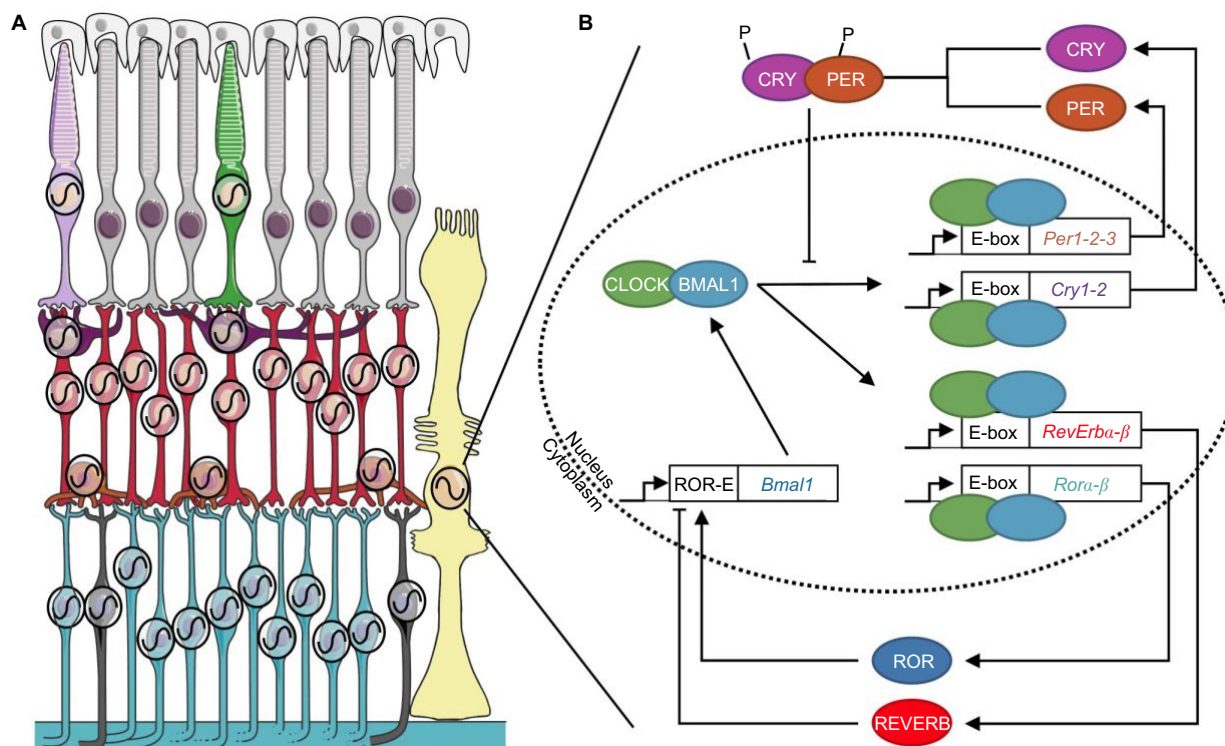 A
B
P
P
CRY
PER
CRY
PER
E-box
Per1-2-3
CLOCK
BMAL1
E-box
Cry1-2
E-box
RevErbα-β
Nucleus
Cytoplasm
ROR-E
Bmal1
E-box
Rorα-β
ROR
REVERB